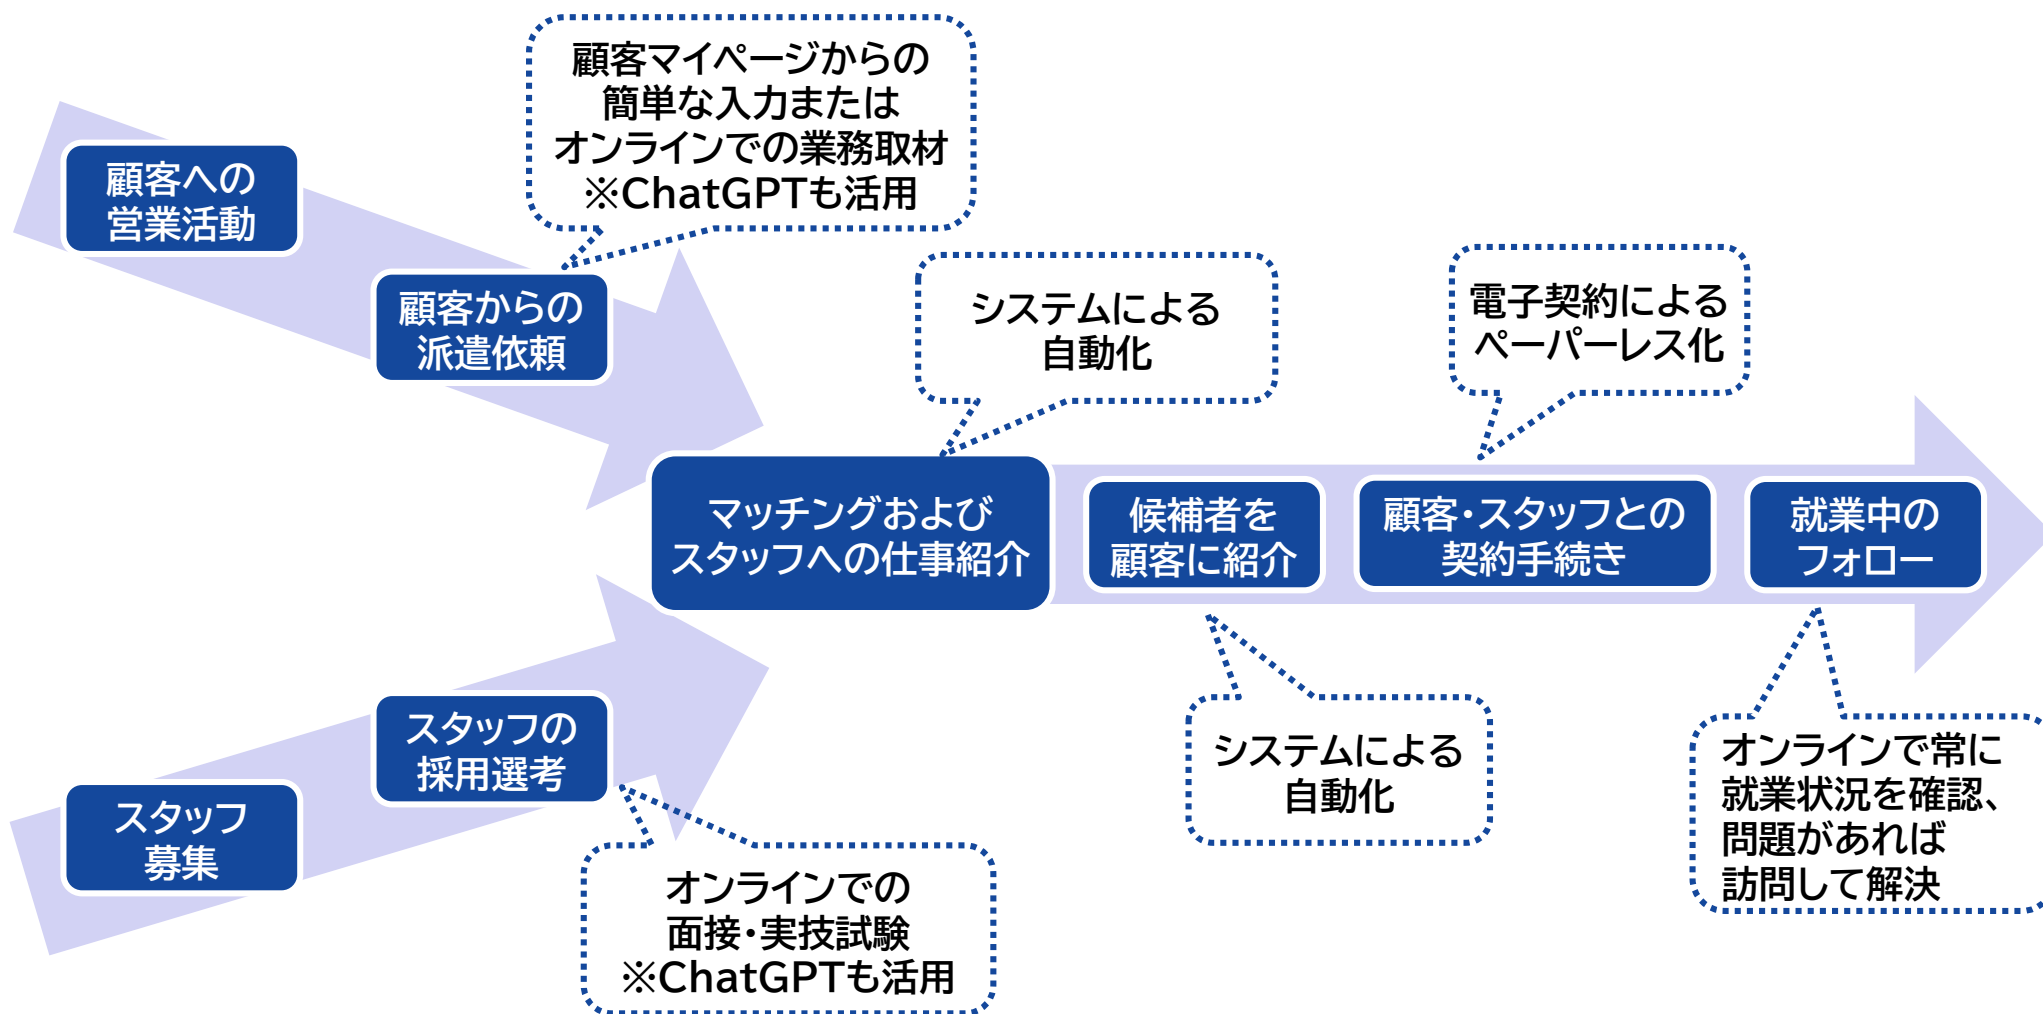 顧客マイページからの
簡単な入力または
オンラインでの業務取材
※ChatGPTも活用
顧客への
営業活動
顧客からの
派遣依頼
システムによる
自動化
電子契約による
ペーパーレス化
マッチングおよび
スタッフへの仕事紹介
候補者を
顧客に紹介
顧客・スタッフとの
契約手続き
就業中の
フォロー
スタッフの
採用選考
スタッフ
募集
システムによる
自動化
オンラインで常に
就業状況を確認、
問題があれば
訪問して解決
オンラインでの
面接・実技試験
※ChatGPTも活用